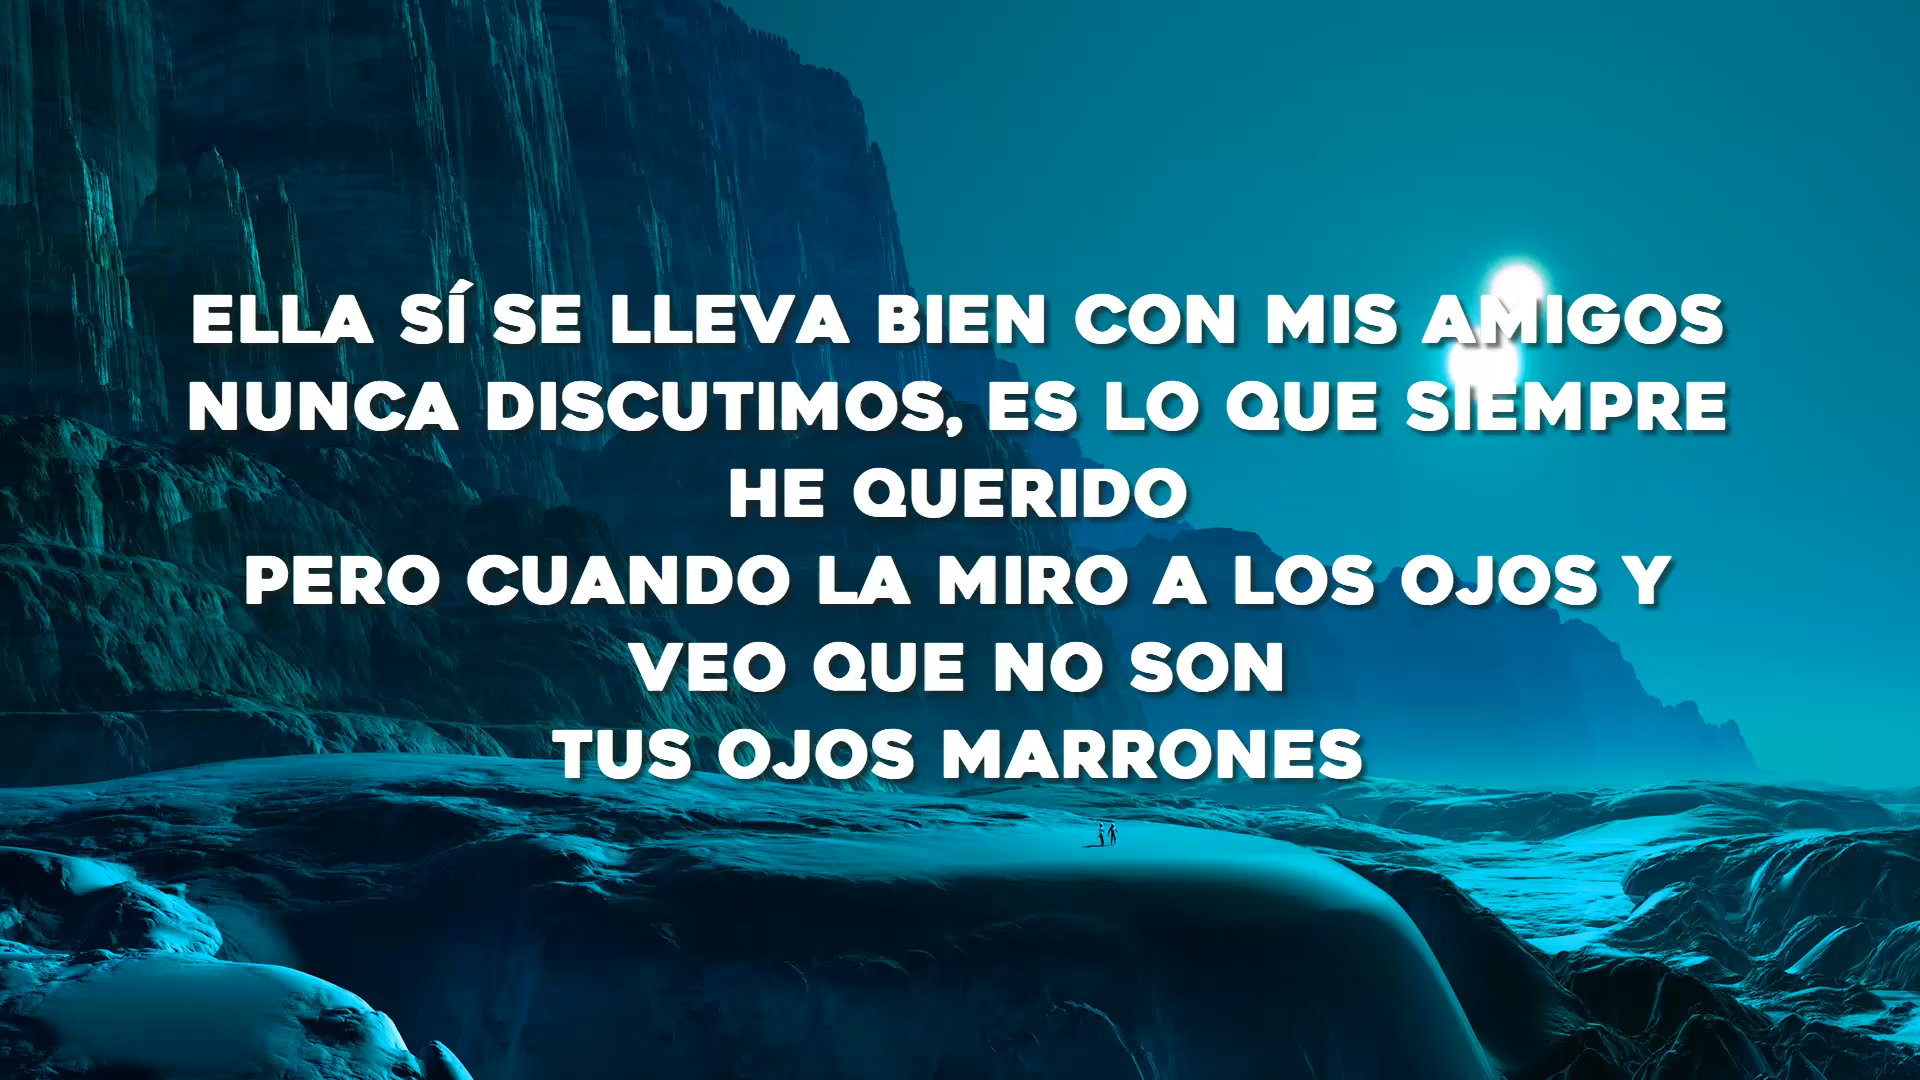 ELLA SÍ SE LLEVA BIEN CON MIS AMIGOS
NUNCA DISCUTIMOS, ES LO QUE SIEMPRE
HE QUERIDO
PERO CUANDO LA MIRO A LOS OJOS Y
VEO QUE NO SON
TUS OJOS MARRONES